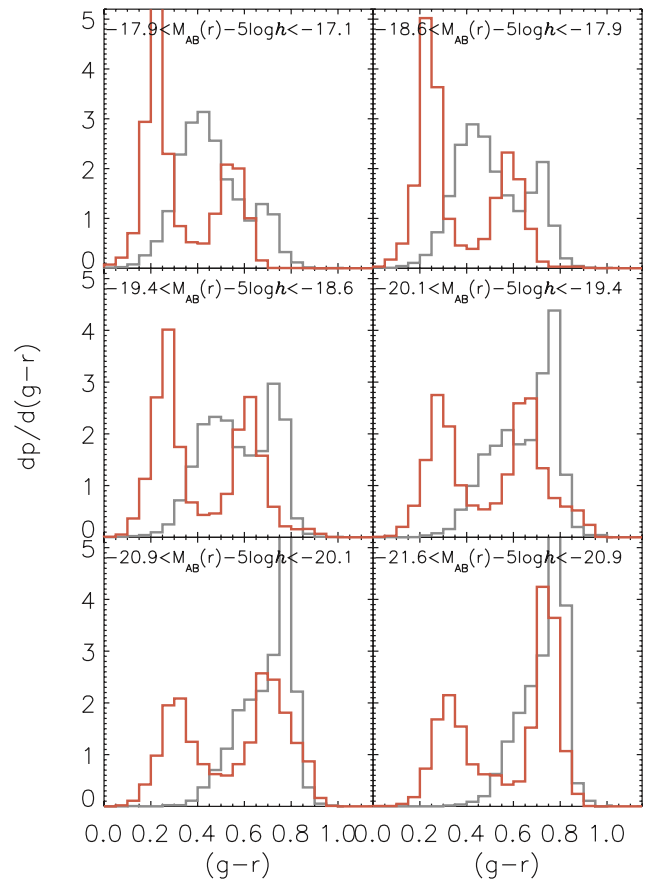 −17.9<M_AB(r)−5logh<−17.1
−18.6<M_AB(r)−5logh<−17.9
5
4
3
2
1
0
−19.4<M_AB(r)−5logh<−18.6
−20.1<M_AB(r)−5logh<−19.4
4
3
2
1
0
dp/d(g−r)
−20.9<M_AB(r)−5logh<−20.1
−21.6<M_AB(r)−5logh<−20.9
5
4
3
2
1
0
0.0 0.2 0.4 0.6 0.8 1.0 0.2 0.4 0.6 0.8 1.0
(g−r) (g−r)